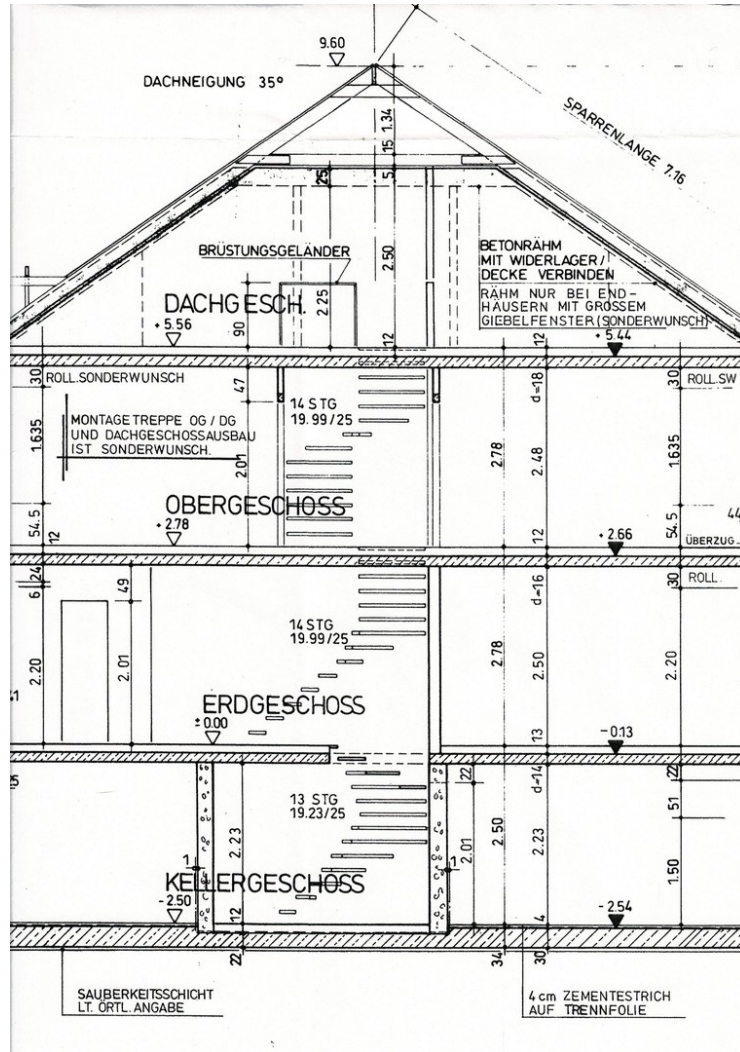 9.60
DACHNEIGUNG 35°
SPARRENLÄNGE 7.16
1.34
15
5
25
BRÜSTUNGSGELÄNDER
BETONRÄHM
MIT WIDERLAGER /
DECKE VERBINDEN
RÄHM NUR BEI END-
HÄUSERN MIT GROSSEM
GIEBELFENSTER (SONDERWUNSCH)
2.50
2.25
DACHGESCH.
90
+ 5.56
12
12
+ 5.44
30
ROLL.SONDERWUNSCH
47
d=18
30
ROLL.SW
14 STG
19.99/25
MONTAGETREPPE OG / DG
UND DACHGESCHOSSAUSBAU
IST SONDERWUNSCH.
1.635
2.01
2.78
2.48
1.635
OBERGESCHOSS
54.5
12
+ 2.78
12
+ 2.66
54.5
44
ÜBERZUG
6 24
49
d=16
30
ROLL.
14 STG
19.99/25
2.20
2.01
2.78
2.50
2.20
ERDGESCHOSS
± 0.00
13
- 0.13
d=14
22
22
13 STG
19.23/25
51
2.23
2.50
2.01
2.23
1.50
1
1
KELLERGESCHOSS
- 2.50
12
4
- 2.54
22
34
30
SAUBERKEITSSCHICHT
LT. ÖRTL. ANGABE
4 cm ZEMENTESTRICH
AUF TRENNFOLIE